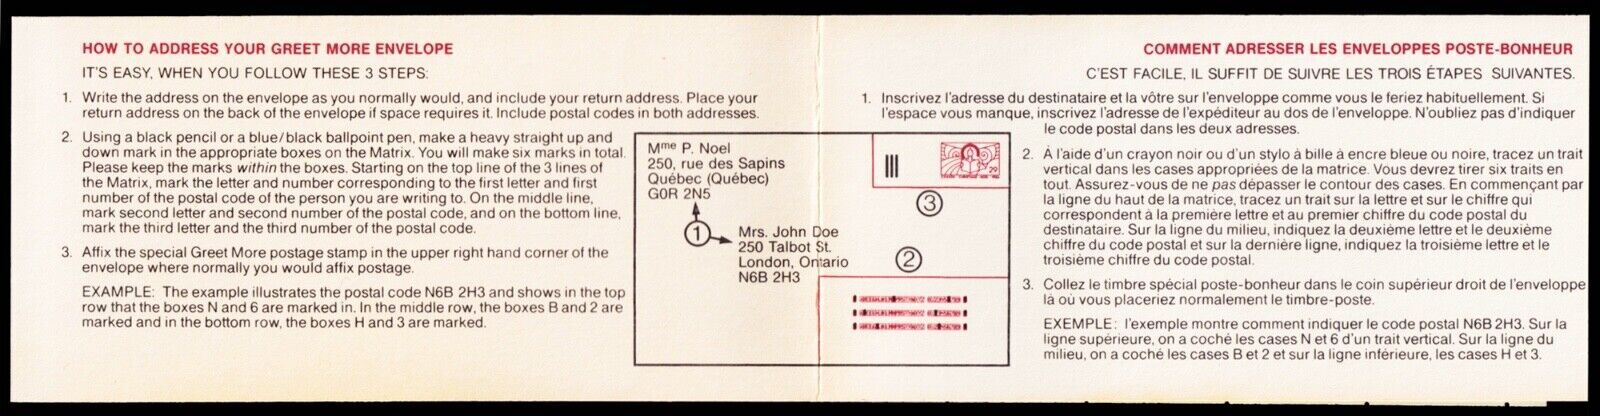 HOW TO ADDRESS YOUR GREET MORE ENVELOPE
IT'S EASY, WHEN YOU FOLLOW THESE 3 STEPS:
1. Write the address on the envelope as you normally would, and include your return address. Place your
return address on the back of the envelope if space requires it. Include postal codes in both addresses.
2. Using a black pencil or a blue/black ballpoint pen, make a heavy straight up and
down mark in the appropriate boxes on the Matrix. You will make six marks in total.
Please keep the marks within the boxes. Starting on the top line of the 3 lines of
the Matrix, mark the letter and number corresponding to the first letter and first
number of the postal code of the person you are writing to. On the middle line,
mark second letter and second number of the postal code, and on the bottom line,
mark the third letter and the third number of the postal code.
3. Affix the special Greet More postage stamp in the upper right hand corner of the
envelope where normally you would affix postage.
EXAMPLE: The example illustrates the postal code N6B 2H3 and shows in the top
row that the boxes N and 6 are marked in. In the middle row, the boxes B and 2 are
marked and in the bottom row, the boxes H and 3 are marked.
Mme P. Noel
250, rue des Sapins
Québec (Québec)
G0R 2N5
1
Mrs. John Doe
250 Talbot St.
London, Ontario
N6B 2H3
29
3
2
COMMENT ADRESSER LES ENVELOPPES POSTE-BONHEUR
C'EST FACILE, IL SUFFIT DE SUIVRE LES TROIS ÉTAPES SUIVANTES.
1. Inscrivez l'adresse du destinataire et la vôtre sur l'enveloppe comme vous le feriez habituellement. Si
l'espace vous manque, inscrivez l'adresse de l'expéditeur au dos de l'enveloppe. N'oubliez pas d'indiquer
le code postal dans les deux adresses.
2. À l'aide d'un crayon noir ou d'un stylo à bille à encre bleue ou noire, tracez un trait
vertical dans les cases appropriées de la matrice. Vous devrez tirer six traits en
tout. Assurez-vous de ne pas dépasser le contour des cases. En commençant par
la ligne du haut de la matrice, tracez un trait sur la lettre et sur le chiffre qui
correspondent à la première lettre et au premier chiffre du code postal du
destinataire. Sur la ligne du milieu, indiquez la deuxième lettre et le deuxième
chiffre du code postal et sur la dernière ligne, indiquez la troisième lettre et le
troisième chiffre du code postal.
3. Collez le timbre spécial poste-bonheur dans le coin supérieur droit de l'enveloppe
là où vous placeriez normalement le timbre-poste.
EXEMPLE: l'exemple montre comment indiquer le code postal N6B 2H3. Sur la
ligne supérieure, on a coché les cases N et 6 d'un trait vertical. Sur la ligne du
milieu, on a coché les cases B et 2 et sur la ligne inférieure, les cases H et 3.